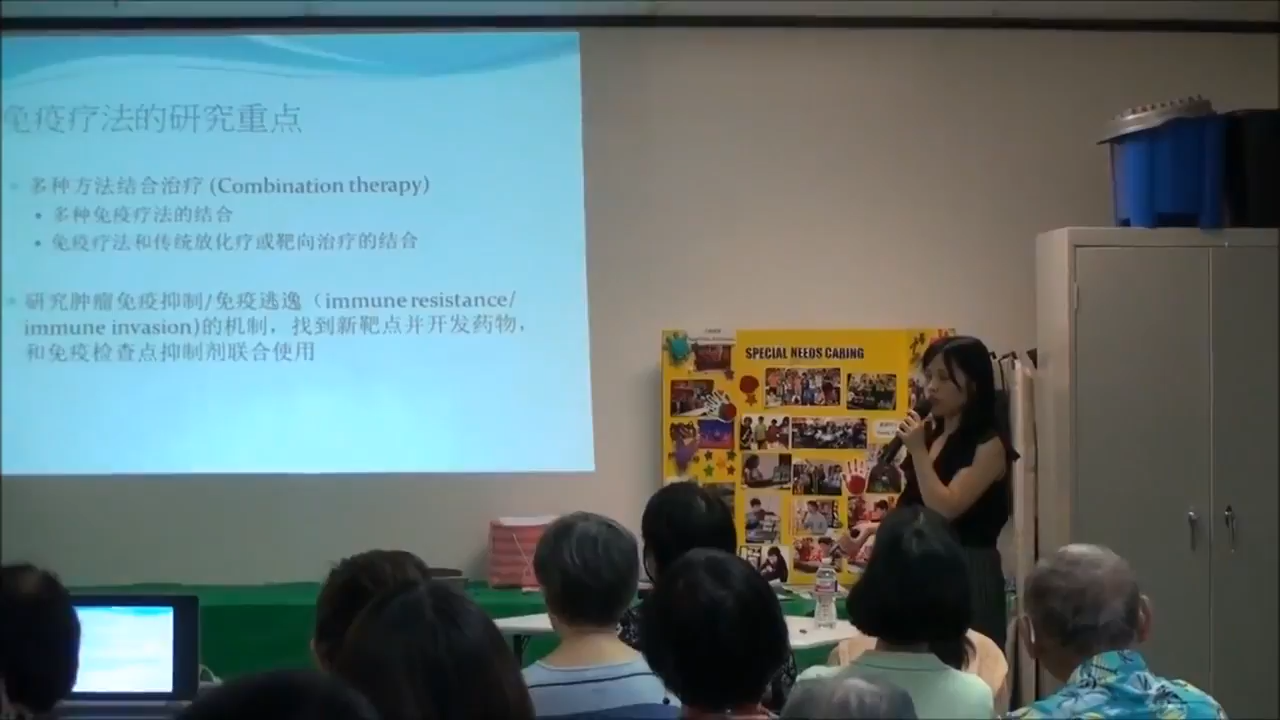 免疫疗法的研究重点
多种方法结合治疗 (Combination therapy)
多种免疫疗法的结合
免疫疗法和传统放化疗或靶向治疗的结合
研究肿瘤免疫抑制/免疫逃逸（immune resistance/
immune invasion)的机制，找到新靶点并开发药物，
和免疫检查点抑制剂联合使用
SPECIAL NEEDS CARING